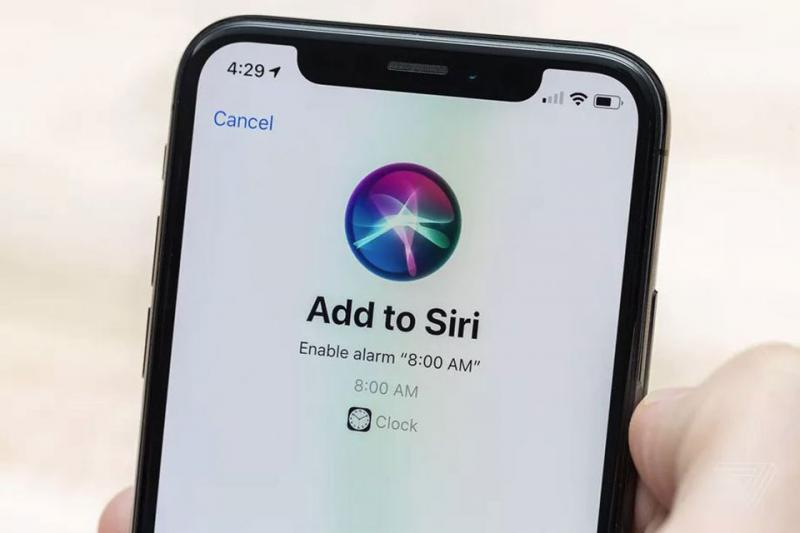 4:29
Cancel
Add to Siri
Enable alarm “8:00 AM”
8:00 AM
Clock